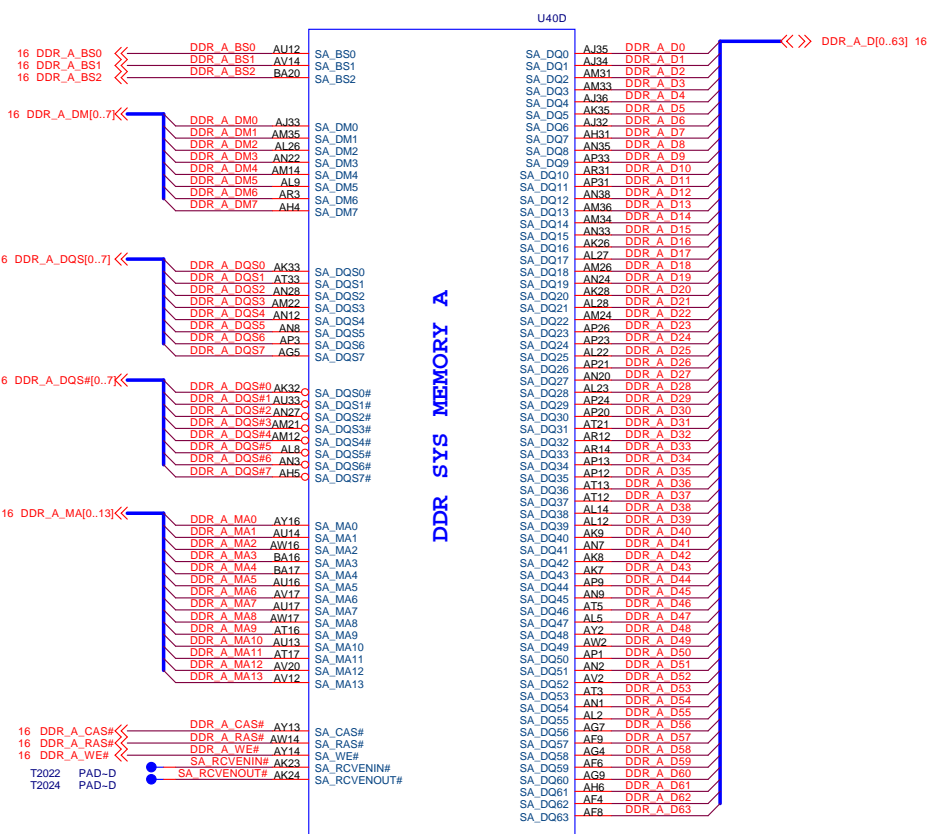 U40D
16 DDR_A_BS0 DDR_A_BS0 AU12 SA_BS0
16 DDR_A_BS1 DDR_A_BS1 AV14 SA_BS1
16 DDR_A_BS2 DDR_A_BS2 BA20 SA_BS2
16 DDR_A_DM[0..7]
DDR_A_DM0 AJ33 SA_DM0
DDR_A_DM1 AM35 SA_DM1
DDR_A_DM2 AL26 SA_DM2
DDR_A_DM3 AN22 SA_DM3
DDR_A_DM4 AM14 SA_DM4
DDR_A_DM5 AL9 SA_DM5
DDR_A_DM6 AR3 SA_DM6
DDR_A_DM7 AH4 SA_DM7
6 DDR_A_DQS[0..7]
DDR_A_DQS0 AK33 SA_DQS0
DDR_A_DQS1 AT33 SA_DQS1
DDR_A_DQS2 AN28 SA_DQS2
DDR_A_DQS3 AM22 SA_DQS3
DDR_A_DQS4 AN12 SA_DQS4
DDR_A_DQS5 AN8 SA_DQS5
DDR_A_DQS6 AP3 SA_DQS6
DDR_A_DQS7 AG5 SA_DQS7
6 DDR_A_DQS#[0..7]
DDR_A_DQS#0 AK32 SA_DQS0#
DDR_A_DQS#1 AU33 SA_DQS1#
DDR_A_DQS#2 AN27 SA_DQS2#
DDR_A_DQS#3 AM21 SA_DQS3#
DDR_A_DQS#4 AM12 SA_DQS4#
DDR_A_DQS#5 AL8 SA_DQS5#
DDR_A_DQS#6 AN3 SA_DQS6#
DDR_A_DQS#7 AH5 SA_DQS7#
16 DDR_A_MA[0..13]
DDR_A_MA0 AY16 SA_MA0
DDR_A_MA1 AU14 SA_MA1
DDR_A_MA2 AW16 SA_MA2
DDR_A_MA3 BA16 SA_MA3
DDR_A_MA4 BA17 SA_MA4
DDR_A_MA5 AU16 SA_MA5
DDR_A_MA6 AV17 SA_MA6
DDR_A_MA7 AU17 SA_MA7
DDR_A_MA8 AW17 SA_MA8
DDR_A_MA9 AT16 SA_MA9
DDR_A_MA10 AU13 SA_MA10
DDR_A_MA11 AT17 SA_MA11
DDR_A_MA12 AV20 SA_MA12
DDR_A_MA13 AV12 SA_MA13
16 DDR_A_CAS# DDR_A_CAS# AY13 SA_CAS#
16 DDR_A_RAS# DDR_A_RAS# AW14 SA_RAS#
16 DDR_A_WE# DDR_A_WE# AY14 SA_WE#
T2022 PAD~D SA_RCVENIN# AK23 SA_RCVENIN#
T2024 PAD~D SA_RCVENOUT# AK24 SA_RCVENOUT#
DDR SYS MEMORY A
DDR_A_D[0..63] 16
SA_DQ0 AJ35 DDR_A_D0
SA_DQ1 AJ34 DDR_A_D1
SA_DQ2 AM31 DDR_A_D2
SA_DQ3 AM33 DDR_A_D3
SA_DQ4 AJ36 DDR_A_D4
SA_DQ5 AK35 DDR_A_D5
SA_DQ6 AJ32 DDR_A_D6
SA_DQ7 AH31 DDR_A_D7
SA_DQ8 AN35 DDR_A_D8
SA_DQ9 AP33 DDR_A_D9
SA_DQ10 AR31 DDR_A_D10
SA_DQ11 AP31 DDR_A_D11
SA_DQ12 AN38 DDR_A_D12
SA_DQ13 AM36 DDR_A_D13
SA_DQ14 AM34 DDR_A_D14
SA_DQ15 AN33 DDR_A_D15
SA_DQ16 AK26 DDR_A_D16
SA_DQ17 AL27 DDR_A_D17
SA_DQ18 AM26 DDR_A_D18
SA_DQ19 AN24 DDR_A_D19
SA_DQ20 AK28 DDR_A_D20
SA_DQ21 AL28 DDR_A_D21
SA_DQ22 AM24 DDR_A_D22
SA_DQ23 AP26 DDR_A_D23
SA_DQ24 AP23 DDR_A_D24
SA_DQ25 AL22 DDR_A_D25
SA_DQ26 AP21 DDR_A_D26
SA_DQ27 AN20 DDR_A_D27
SA_DQ28 AL23 DDR_A_D28
SA_DQ29 AP24 DDR_A_D29
SA_DQ30 AP20 DDR_A_D30
SA_DQ31 AT21 DDR_A_D31
SA_DQ32 AR12 DDR_A_D32
SA_DQ33 AR14 DDR_A_D33
SA_DQ34 AP13 DDR_A_D34
SA_DQ35 AP12 DDR_A_D35
SA_DQ36 AT13 DDR_A_D36
SA_DQ37 AT12 DDR_A_D37
SA_DQ38 AL14 DDR_A_D38
SA_DQ39 AL12 DDR_A_D39
SA_DQ40 AK9 DDR_A_D40
SA_DQ41 AN7 DDR_A_D41
SA_DQ42 AK8 DDR_A_D42
SA_DQ43 AK7 DDR_A_D43
SA_DQ44 AP9 DDR_A_D44
SA_DQ45 AN9 DDR_A_D45
SA_DQ46 AT5 DDR_A_D46
SA_DQ47 AL5 DDR_A_D47
SA_DQ48 AY2 DDR_A_D48
SA_DQ49 AW2 DDR_A_D49
SA_DQ50 AP1 DDR_A_D50
SA_DQ51 AN2 DDR_A_D51
SA_DQ52 AV2 DDR_A_D52
SA_DQ53 AT3 DDR_A_D53
SA_DQ54 AN1 DDR_A_D54
SA_DQ55 AL2 DDR_A_D55
SA_DQ56 AG7 DDR_A_D56
SA_DQ57 AF9 DDR_A_D57
SA_DQ58 AG4 DDR_A_D58
SA_DQ59 AF6 DDR_A_D59
SA_DQ60 AG9 DDR_A_D60
SA_DQ61 AH6 DDR_A_D61
SA_DQ62 AF4 DDR_A_D62
SA_DQ63 AF8 DDR_A_D63